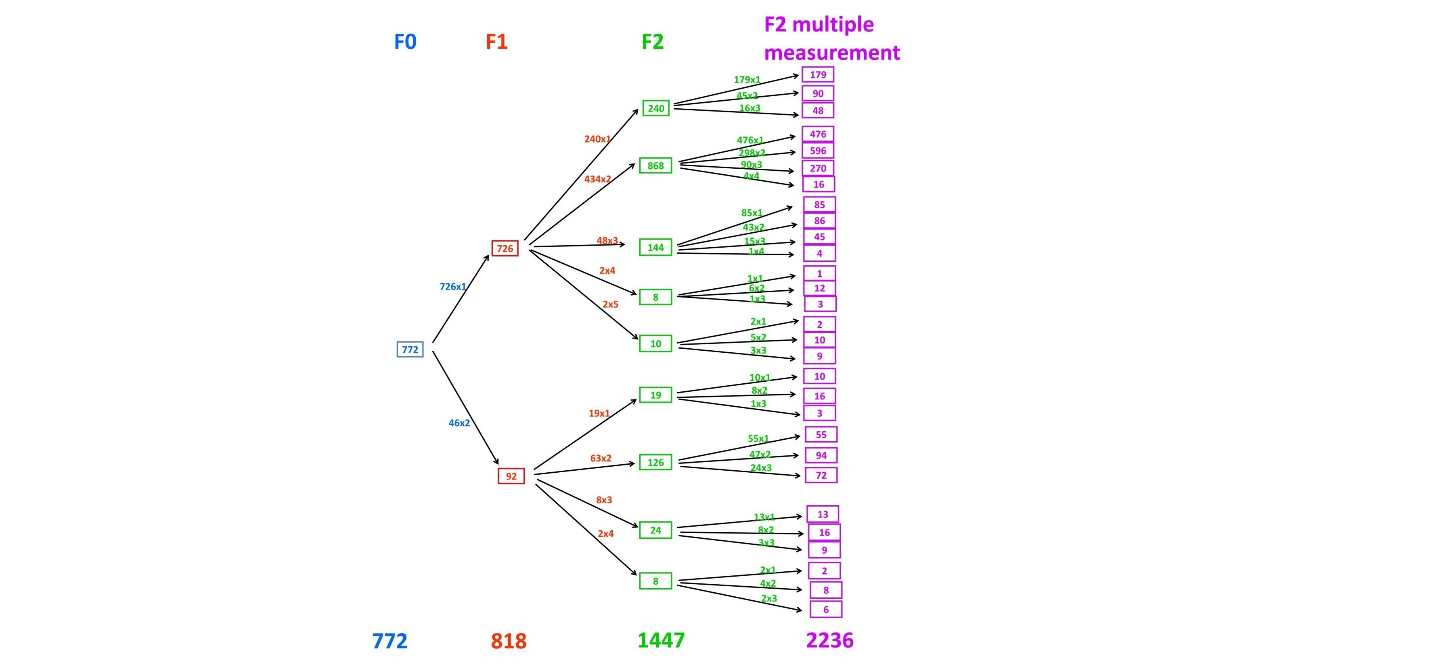 F0
F1
F2
F2 multiple
measurement
772
726x1
46x2
726
92
240x1
434x2
48x3
2x4
2x5
19x1
63x2
8x3
2x4
240
868
144
8
10
19
126
24
8
179x1
45x2
16x3
476x1
298x2
90x3
4x4
85x1
43x2
15x3
1x4
1x1
6x2
1x3
2x1
5x2
3x3
10x1
8x2
1x3
55x1
47x2
24x3
13x1
8x2
3x3
2x1
4x2
2x3
179
90
48
476
596
270
16
85
86
45
4
1
12
3
2
10
9
10
16
3
55
94
72
13
16
9
2
8
6
772
818
1447
2236